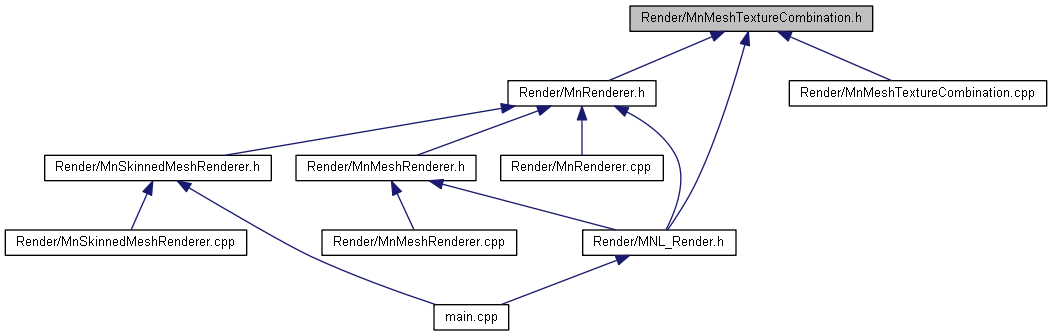 Render/MnMeshTextureCombination.h
Render/MnRenderer.h
Render/MnMeshTextureCombination.cpp
Render/MnSkinnedMeshRenderer.h
Render/MnMeshRenderer.h
Render/MnRenderer.cpp
Render/MnSkinnedMeshRenderer.cpp
Render/MnMeshRenderer.cpp
Render/MNL_Render.h
main.cpp